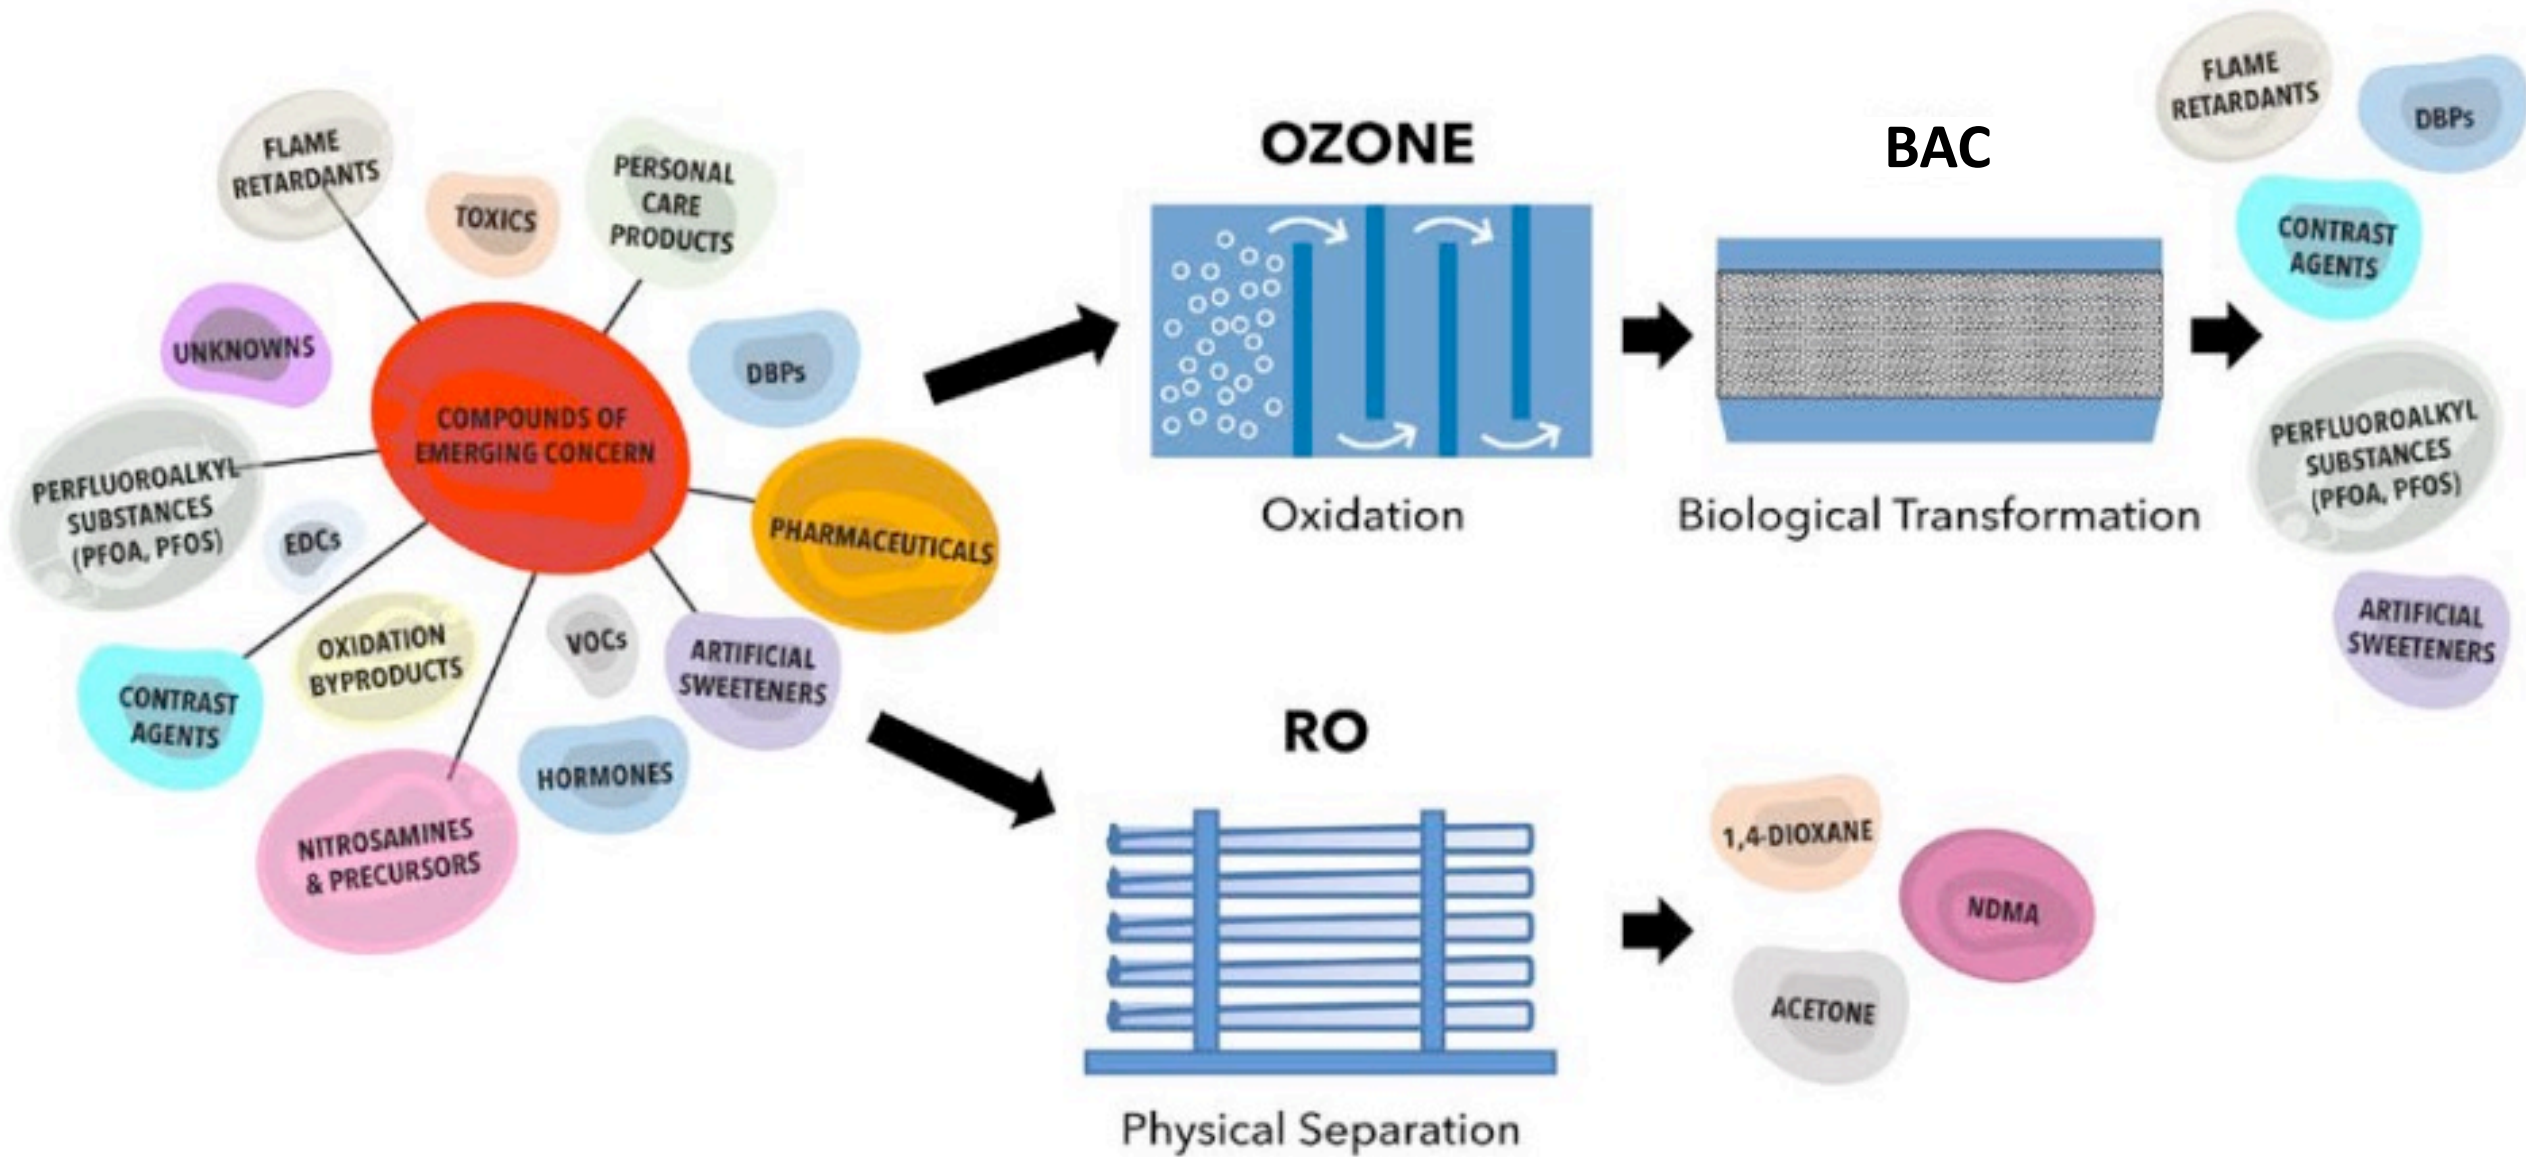 FLAME
RETARDANTS
TOXICS
PERSONAL
CARE
PRODUCTS
UNKNOWNS
DBPs
COMPOUNDS OF
EMERGING CONCERN
PERFLUOROALKYL
SUBSTANCES
(PFOA, PFOS)
EDCs
PHARMACEUTICALS
OXIDATION
BYPRODUCTS
VOCs
ARTIFICIAL
SWEETENERS
CONTRAST
AGENTS
HORMONES
NITROSAMINES
& PRECURSORS
OZONE
Oxidation
BAC
Biological Transformation
FLAME
RETARDANTS
DBPs
CONTRAST
AGENTS
PERFLUOROALKYL
SUBSTANCES
(PFOA, PFOS)
ARTIFICIAL
SWEETENERS
RO
Physical Separation
1,4-DIOXANE
NDMA
ACETONE